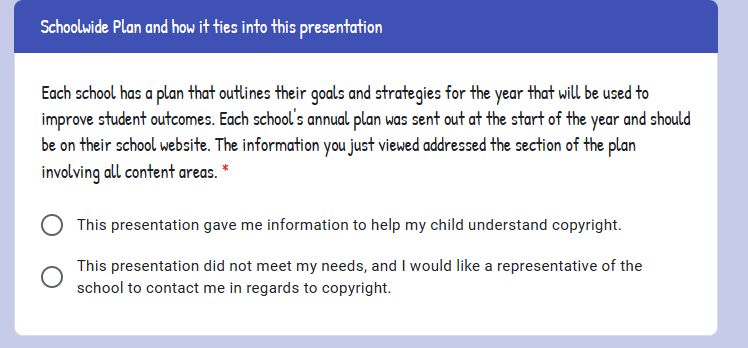 Schoolwide Plan and how it ties into this presentation
Each school has a plan that outlines their goals and strategies for the year that will be used to
improve student outcomes. Each school's annual plan was sent out at the start of the year and should
be on their school website. The information you just viewed addressed the section of the plan
involving all content areas. *
This presentation gave me information to help my child understand copyright.
This presentation did not meet my needs, and I would like a representative of the
school to contact me in regards to copyright.